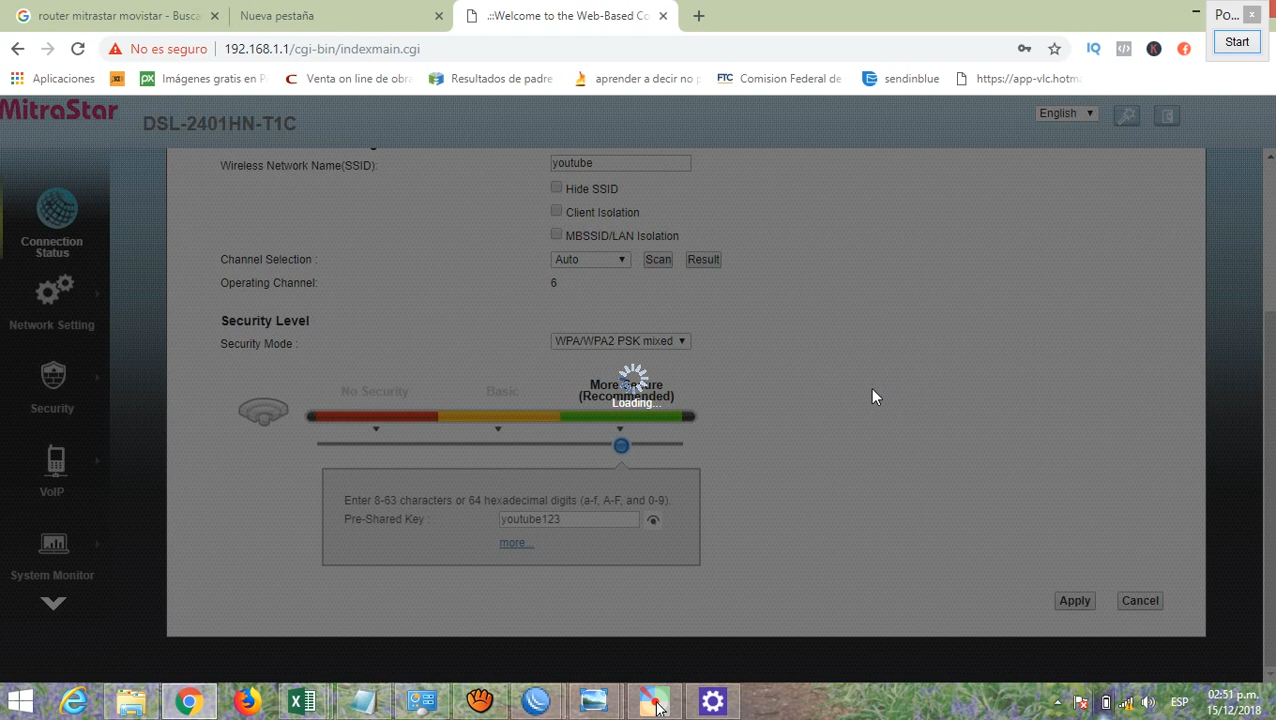 router mitrastar movistar - Busca
Nueva pestaña
.::Welcome to the Web-Based Co
Po...
Start
No es seguro
192.168.1.1/cgi-bin/indexmain.cgi
Aplicaciones
Imágenes gratis en P
Venta on line de obra
Resultados de padre
aprender a decir no p
FTC
Comision Federal de
sendinblue
https://app-vlc.hotma
MitraStar
DSL-2401HN-T1C
English
Wireless Network Name(SSID):
youtube
Hide SSID
Client Isolation
MBSSID/LAN Isolation
Channel Selection :
Auto
Scan
Result
Operating Channel:
6
Security Level
Security Mode :
WPA/WPA2 PSK mixed
No Security
Basic
More Secure
(Recommended)
Loading...
Enter 8-63 characters or 64 hexadecimal digits (a-f, A-F, and 0-9).
Pre-Shared Key :
youtube123
more...
Apply
Cancel
Connection
Status
Network Setting
Security
VoIP
System Monitor
ESP
02:51 p.m.
15/12/2018